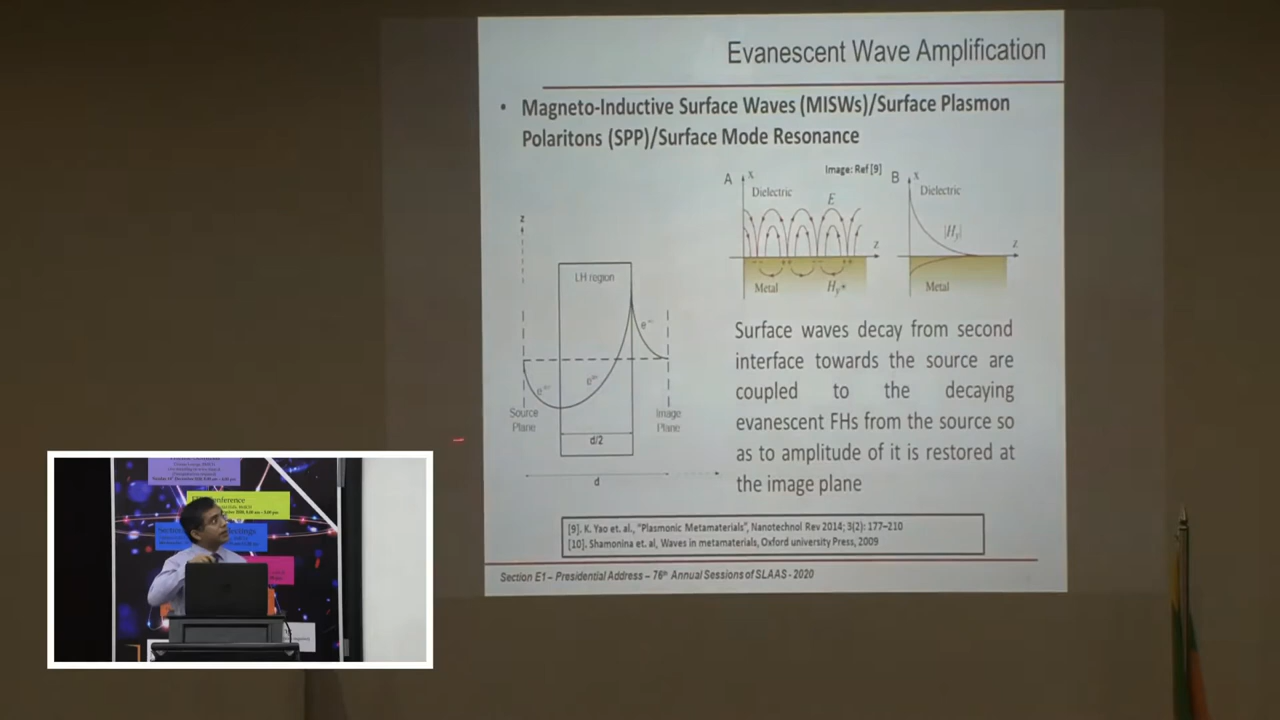 Evanescent Wave Amplification
• Magneto-Inductive Surface Waves (MISWs)/Surface Plasmon
Polaritons (SPP)/Surface Mode Resonance
Image: Ref [9]
A
x
Dielectric
E
z
Metal
B
x
Dielectric
|Hy|
z
Metal
z
LH region
Source
Plane
Image
Plane
d/2
d
Surface waves decay from second
interface towards the source are
coupled to the decaying
evanescent FHs from the source so
as to amplitude of it is restored at
the image plane
[9]. K. Yao et. al., "Plasmonic Metamaterials", Nanotechnol Rev 2014; 3(2): 177–210
[10]. Shamonina et. al, Waves in metamaterials, Oxford university Press, 2009
Section E1 – Presidential Address – 76th Annual Sessions of SLAAS - 2020